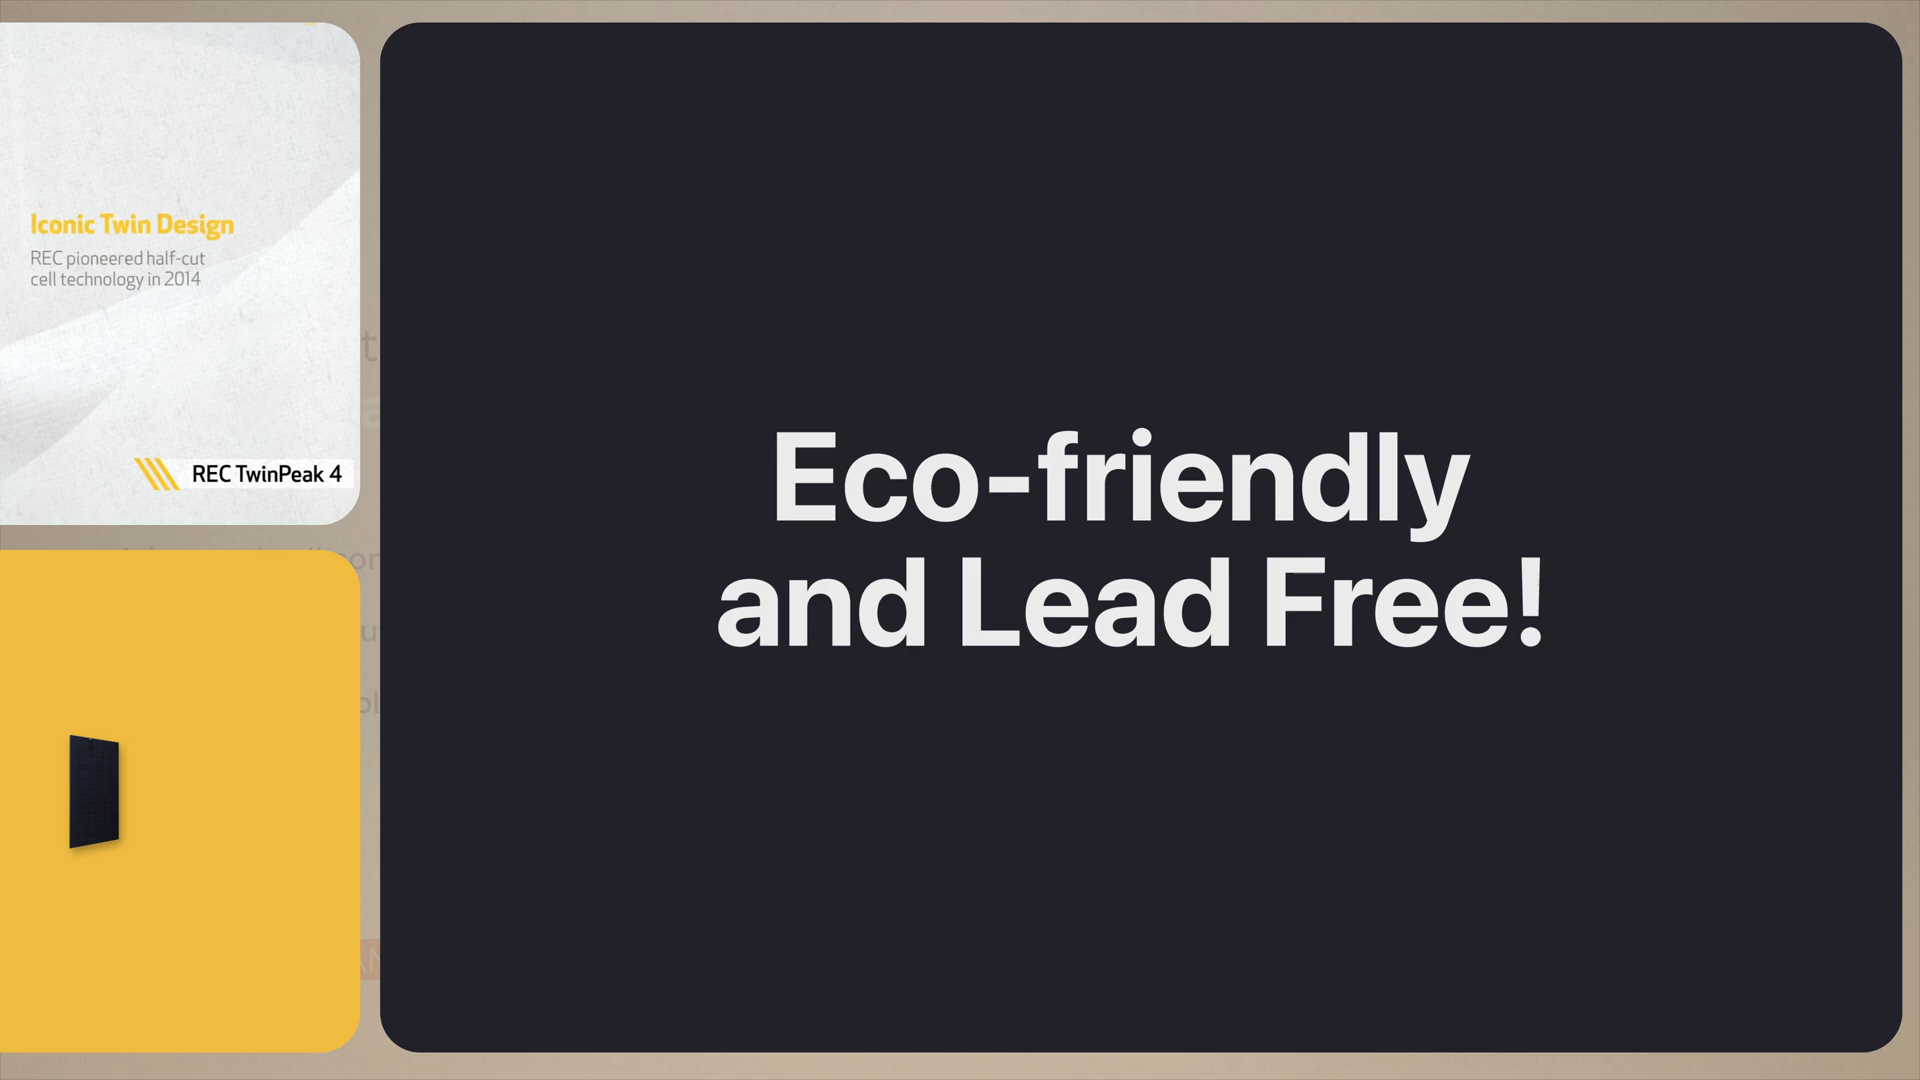 Iconic Twin Design
REC pioneered half-cut
cell technology in 2014
REC TwinPeak 4
Eco-friendly
and Lead Free!